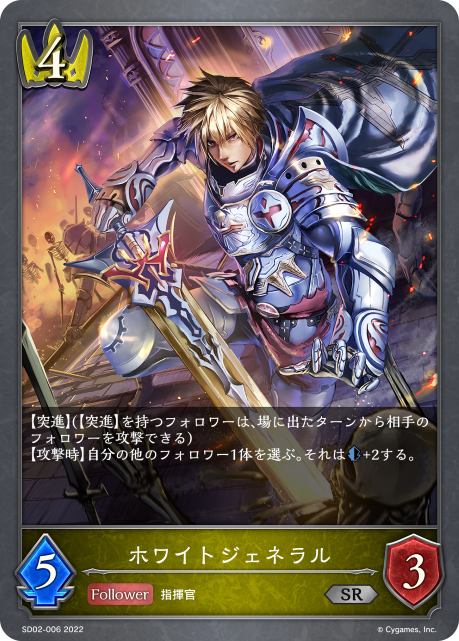 4
【突進】(【突進】を持つフォロワーは、場に出たターンから相手の
フォロワーを攻撃できる)
【攻撃時】自分の他のフォロワー1体を選ぶ。それは+2する。
ホワイトジェネラル
5
Follower 指揮官
SR
3
SD02-006 2022
© Cygames, Inc.